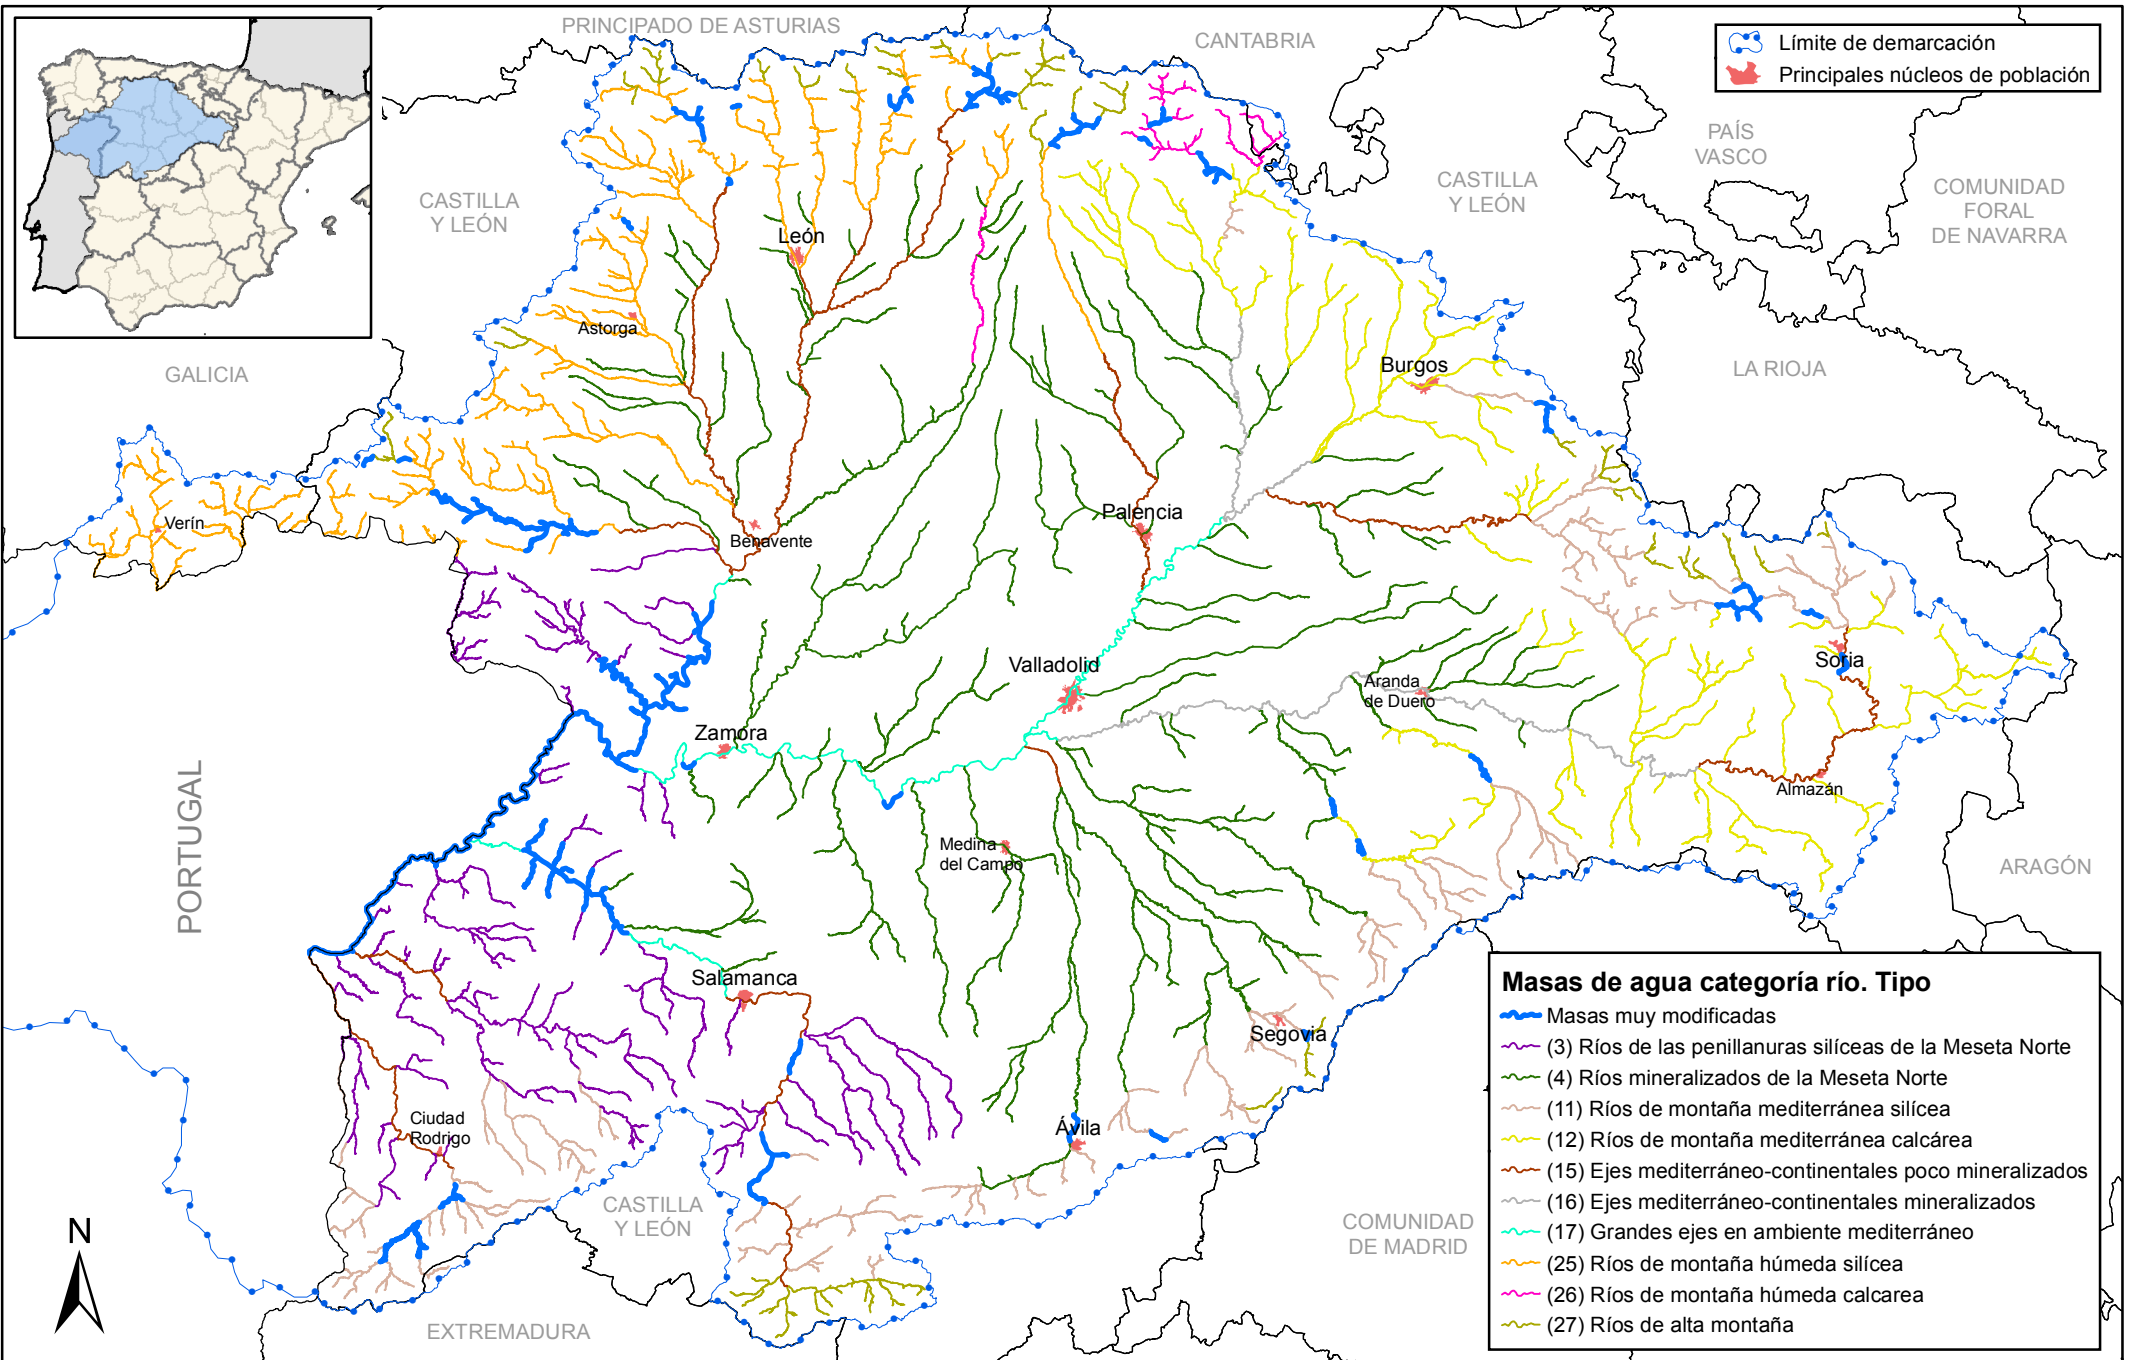 PRINCIPADO DE ASTURIAS
CANTABRIA
Límite de demarcación
Principales núcleos de población
PAÍS
VASCO
CASTILLA
Y LEÓN
CASTILLA
Y LEÓN
COMUNIDAD
FORAL
DE NAVARRA
León
Astorga
GALICIA
Burgos
LA RIOJA
Verín
Benavente
Palencia
Valladolid
Soria
Aranda
de Duero
Zamora
Almazán
PORTUGAL
Medina
del Campo
ARAGÓN
Salamanca
Segovia
Ciudad
Rodrigo
Ávila
CASTILLA
Y LEÓN
COMUNIDAD
DE MADRID
N
EXTREMADURA
Masas de agua categoría río. Tipo
Masas muy modificadas
(3) Ríos de las penillanuras silíceas de la Meseta Norte
(4) Ríos mineralizados de la Meseta Norte
(11) Ríos de montaña mediterránea silícea
(12) Ríos de montaña mediterránea calcárea
(15) Ejes mediterráneo-continentales poco mineralizados
(16) Ejes mediterráneo-continentales mineralizados
(17) Grandes ejes en ambiente mediterráneo
(25) Ríos de montaña húmeda silícea
(26) Ríos de montaña húmeda calcarea
(27) Ríos de alta montaña